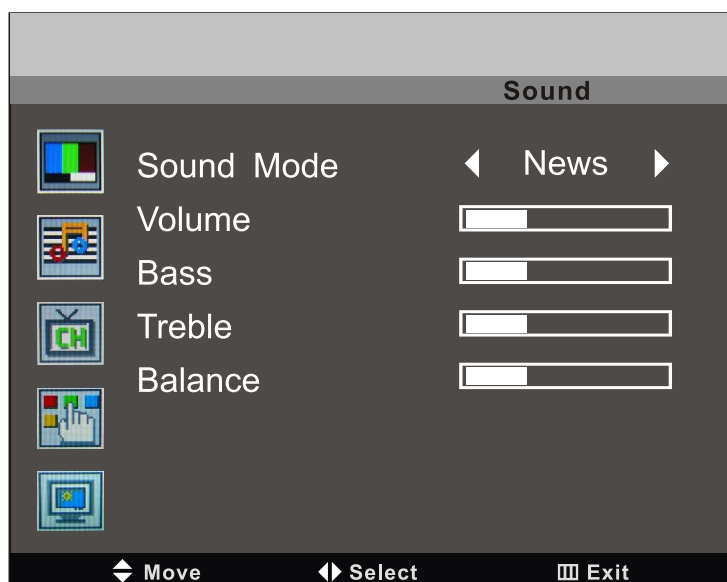 Sound
Sound Mode News
Volume
Bass
Treble
Balance
CH
Move Select Exit